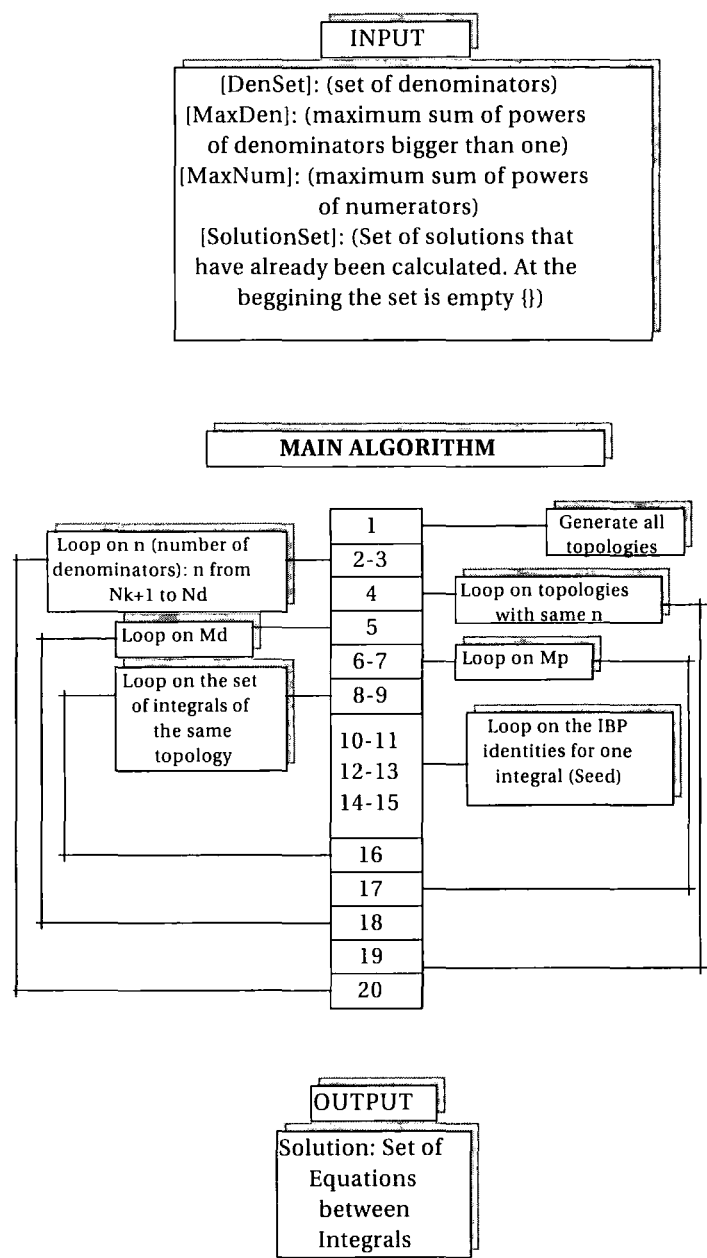 INPUT
[DenSet]: (set of denominators)
[MaxDen]: (maximum sum of powers
of denominators bigger than one)
[MaxNum]: (maximum sum of powers
of numerators)
[SolutionSet]: (Set of solutions that
have already been calculated. At the
beggining the set is empty {})
MAIN ALGORITHM
1
Generate all
topologies
Loop on n (number of
denominators): n from
Nk+1 to Nd
2-3
4
Loop on topologies
with same n
Loop on Md
5
6-7
Loop on Mp
Loop on the set
of integrals of
the same
topology
8-9
10-11
12-13
14-15
Loop on the IBP
identities for one
integral (Seed)
16
17
18
19
20
OUTPUT
Solution: Set of
Equations
between
Integrals